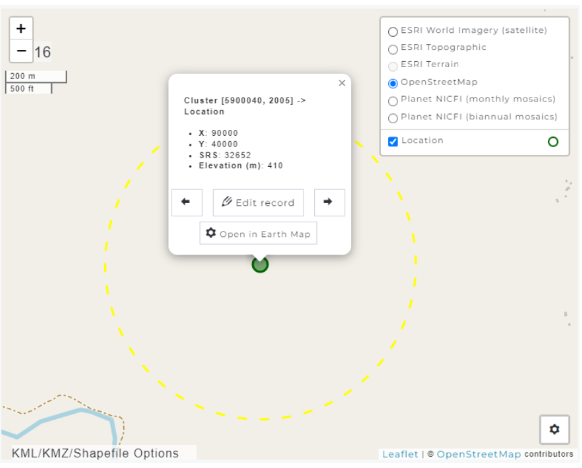 +
− 16
200 m
500 ft
×
Cluster [5900040, 2005] ->
Location
• X: 90000
• Y: 40000
• SRS: 32652
• Elevation (m): 410
Edit record
Open in Earth Map
ESRI World Imagery (satellite)
ESRI Topographic
ESRI Terrain
OpenStreetMap
Planet NICFI (monthly mosaics)
Planet NICFI (biannual mosaics)
Location
KML/KMZ/Shapefile Options
Leaflet | © OpenStreetMap contributors